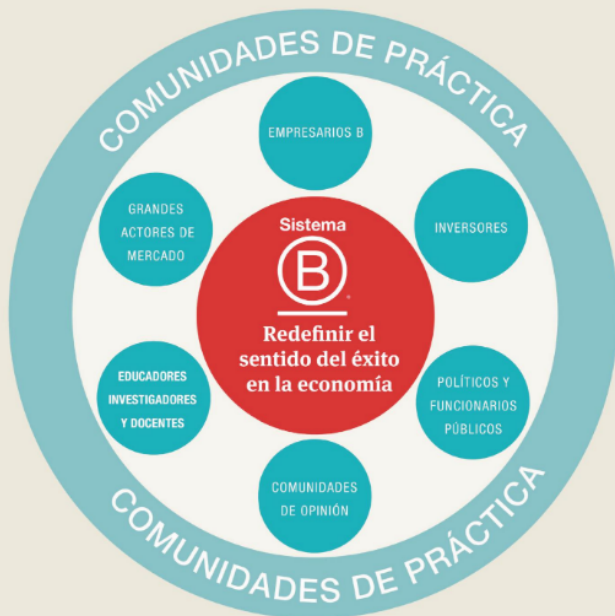 COMUNIDADES DE PRÁCTICA
EMPRESARIOS B
GRANDES
ACTORES DE
MERCADO
INVERSORES
Sistema
B
Redefinir el
sentido del éxito
en la economía
EDUCADORES
INVESTIGADORES
Y DOCENTES
POLÍTICOS Y
FUNCIONARIOS
PÚBLICOS
COMUNIDADES
DE OPINIÓN
COMUNIDADES DE PRÁCTICA